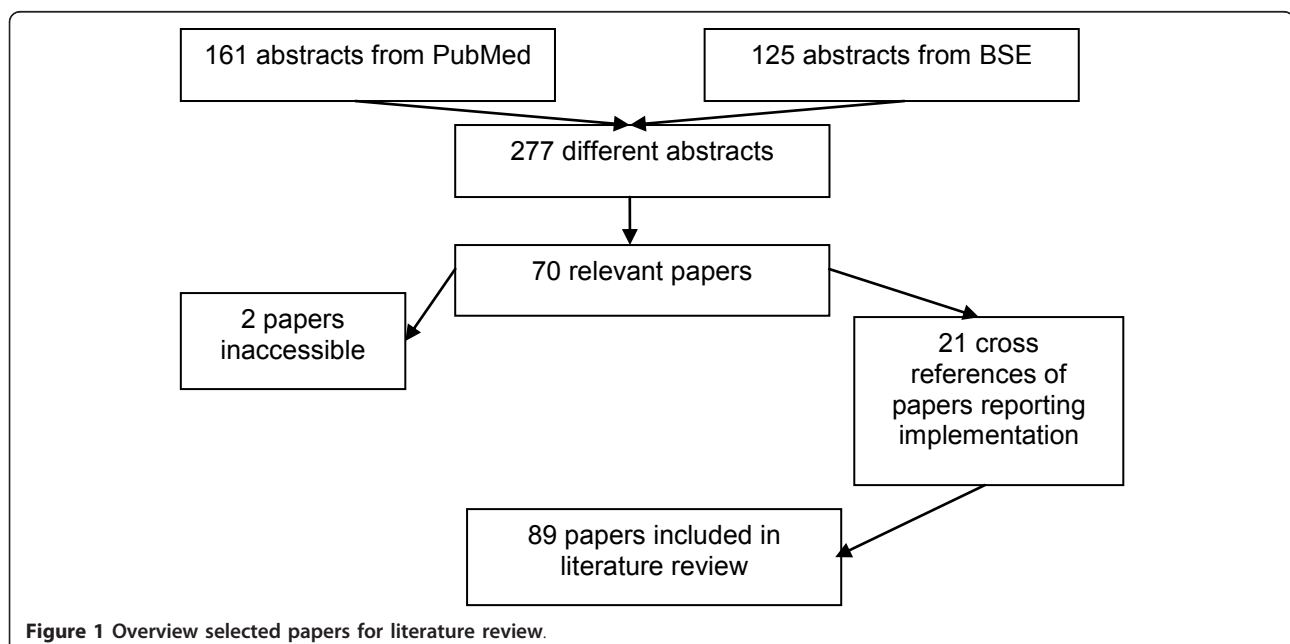 161 abstracts from PubMed
125 abstracts from BSE
277 different abstracts
70 relevant papers
2 papers
inaccessible
21 cross
references of
papers reporting
implementation
89 papers included in
literature review
Figure 1 Overview selected papers for literature review.